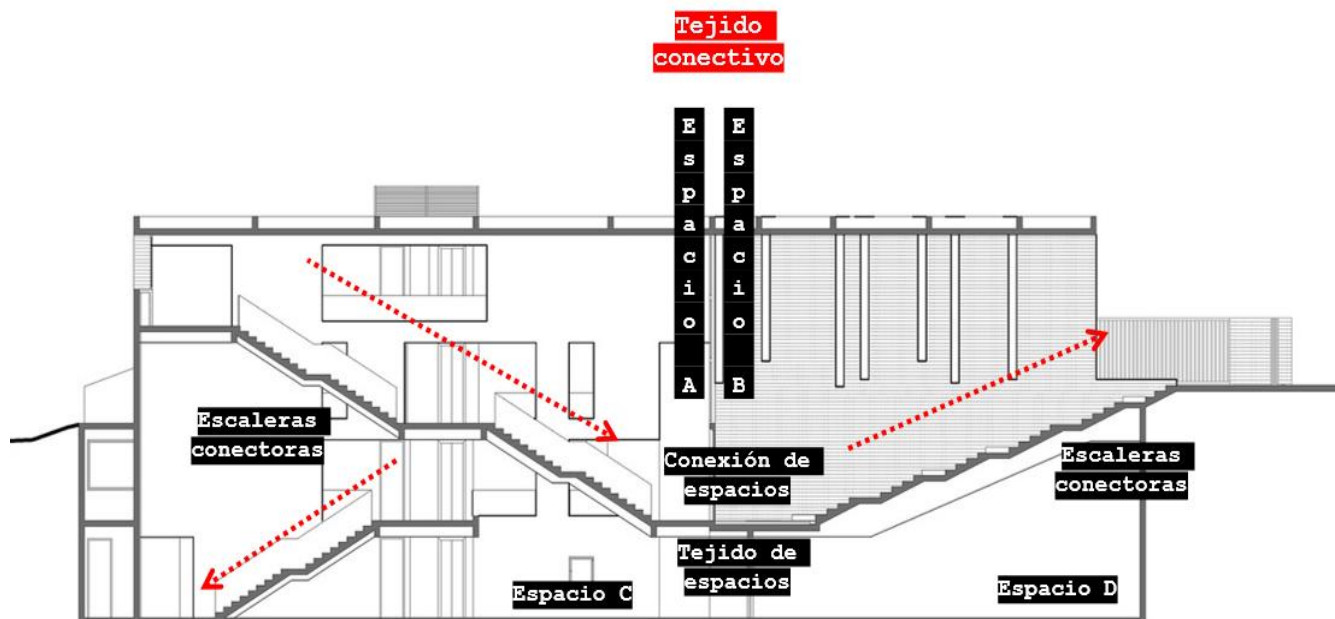 Tejido
conectivo
Espacio A
Espacio B
Escaleras
conectoras
Conexión de
espacios
Escaleras
conectoras
Tejido de
espacios
Espacio C
Espacio D